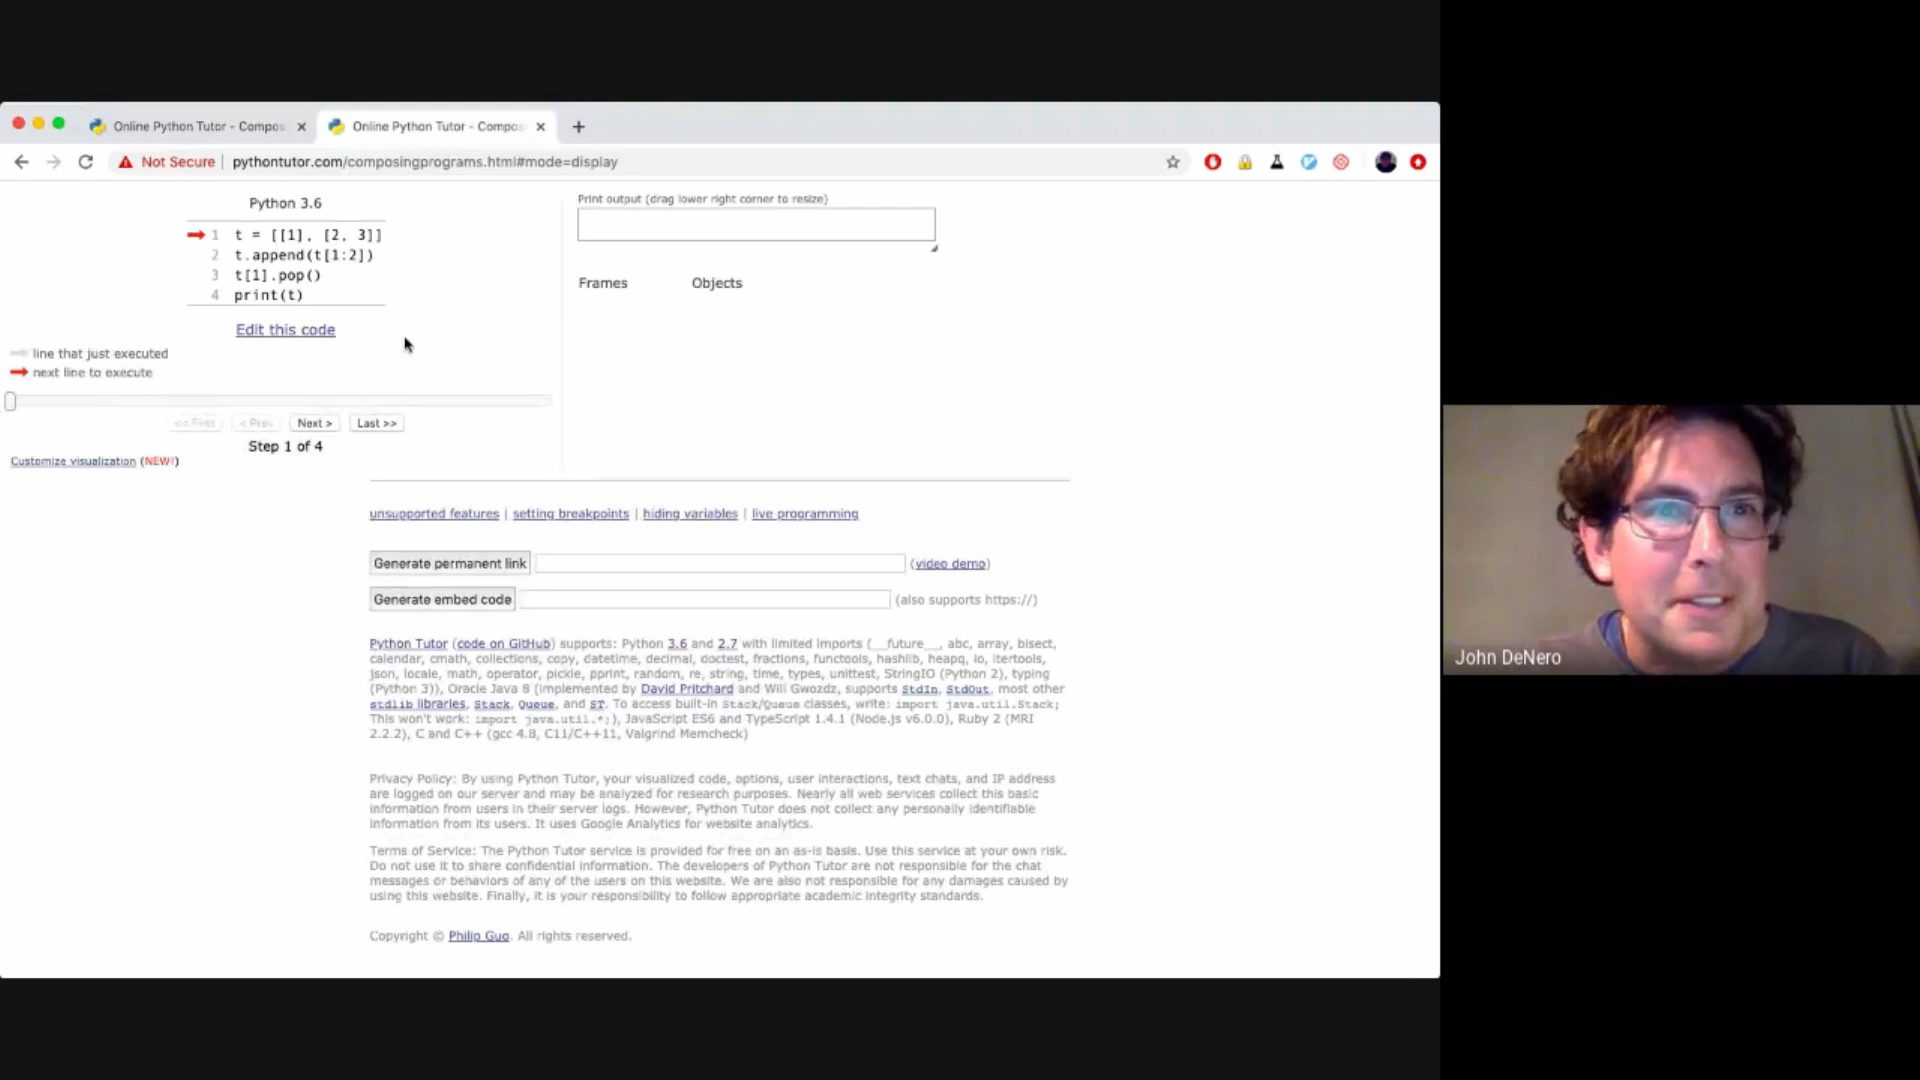 Online Python Tutor - Compos
Online Python Tutor - Compos
Not Secure | pythontutor.com/composingprograms.html#mode=display
Python 3.6
1 t = [[1], [2, 3]]
2 t.append(t[1:2])
3 t[1].pop()
4 print(t)
Edit this code
line that just executed
next line to execute
<< First < Prev Next > Last >>
Step 1 of 4
Customize visualization (NEW!)
Print output (drag lower right corner to resize)
Frames Objects
unsupported features | setting breakpoints | hiding variables | live programming
Generate permanent link (video demo)
Generate embed code (also supports https://)
Python Tutor (code on GitHub) supports: Python 3.6 and 2.7 with limited imports (__future__, abc, array, bisect,
calendar, cmath, collections, copy, datetime, decimal, doctest, fractions, functools, hashlib, heapq, io, itertools,
json, locale, math, operator, pickle, pprint, random, re, string, time, types, unittest, StringIO (Python 2), typing
(Python 3)), Oracle Java 8 (implemented by David Pritchard and Will Gwozdz, supports StdIn, StdOut, most other
stdlib libraries, Stack, Queue, and ST. To access built-in Stack/Queue classes, write: import java.util.Stack;
This won't work: import java.util.*;), JavaScript ES6 and TypeScript 1.4.1 (Node.js v6.0.0), Ruby 2 (MRI
2.2.2), C and C++ (gcc 4.8, C11/C++11, Valgrind Memcheck)
Privacy Policy: By using Python Tutor, your visualized code, options, user interactions, text chats, and IP address
are logged on our server and may be analyzed for research purposes. Nearly all web services collect this basic
information from users in their server logs. However, Python Tutor does not collect any personally identifiable
information from its users. It uses Google Analytics for website analytics.
Terms of Service: The Python Tutor service is provided for free on an as-is basis. Use this service at your own risk.
Do not use it to share confidential information. The developers of Python Tutor are not responsible for the chat
messages or behaviors of any of the users on this website. We are also not responsible for any damages caused by
using this website. Finally, it is your responsibility to follow appropriate academic integrity standards.
Copyright © Philip Guo. All rights reserved.
John DeNero